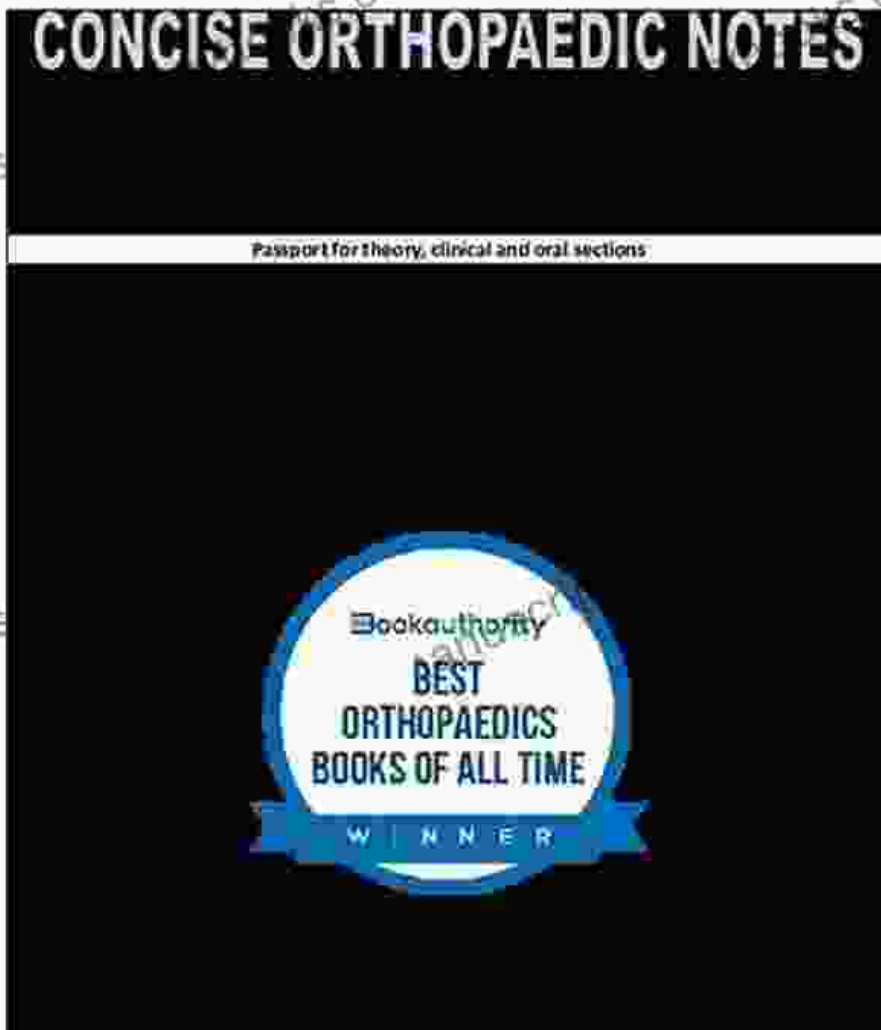 CONCISE ORTHOPAEDIC NOTES
Passport for theory, clinical and oral sections
Bookauthority
BEST
ORTHOPAEDICS
BOOKS OF ALL TIME
WINNER